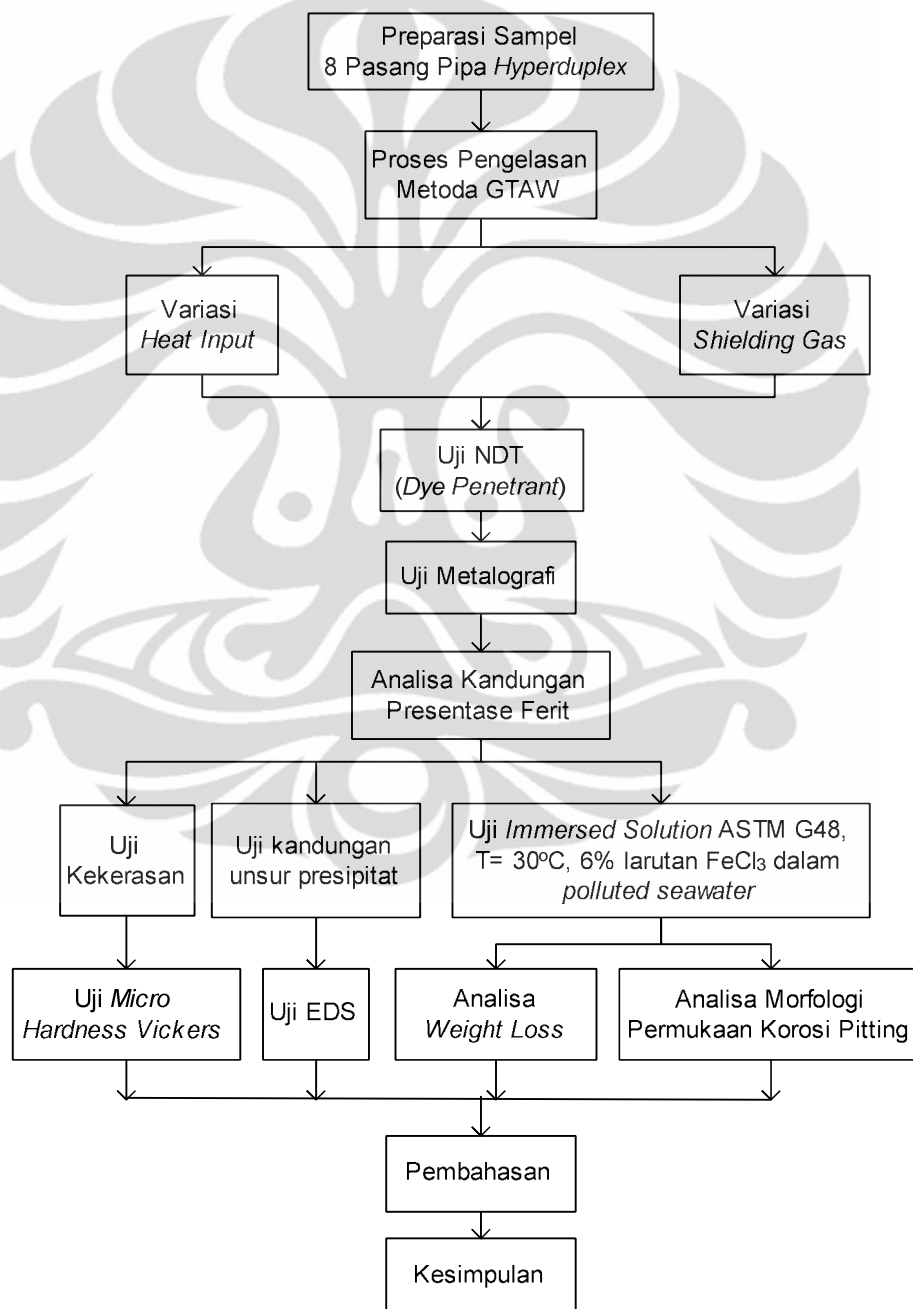 Preparasi Sampel
8 Pasang Pipa Hyperduplex
Proses Pengelasan
Metoda GTAW
Variasi
Heat Input
Variasi
Shielding Gas
Uji NDT
(Dye Penetrant)
Uji Metalografi
Analisa Kandungan
Presentase Ferit
Uji
Kekerasan
Uji kandungan
unsur presipitat
Uji Immersed Solution ASTM G48,
T= 30ºC, 6% larutan FeCl₃ dalam
polluted seawater
Uji Micro
Hardness Vickers
Uji EDS
Analisa
Weight Loss
Analisa Morfologi
Permukaan Korosi Pitting
Pembahasan
Kesimpulan